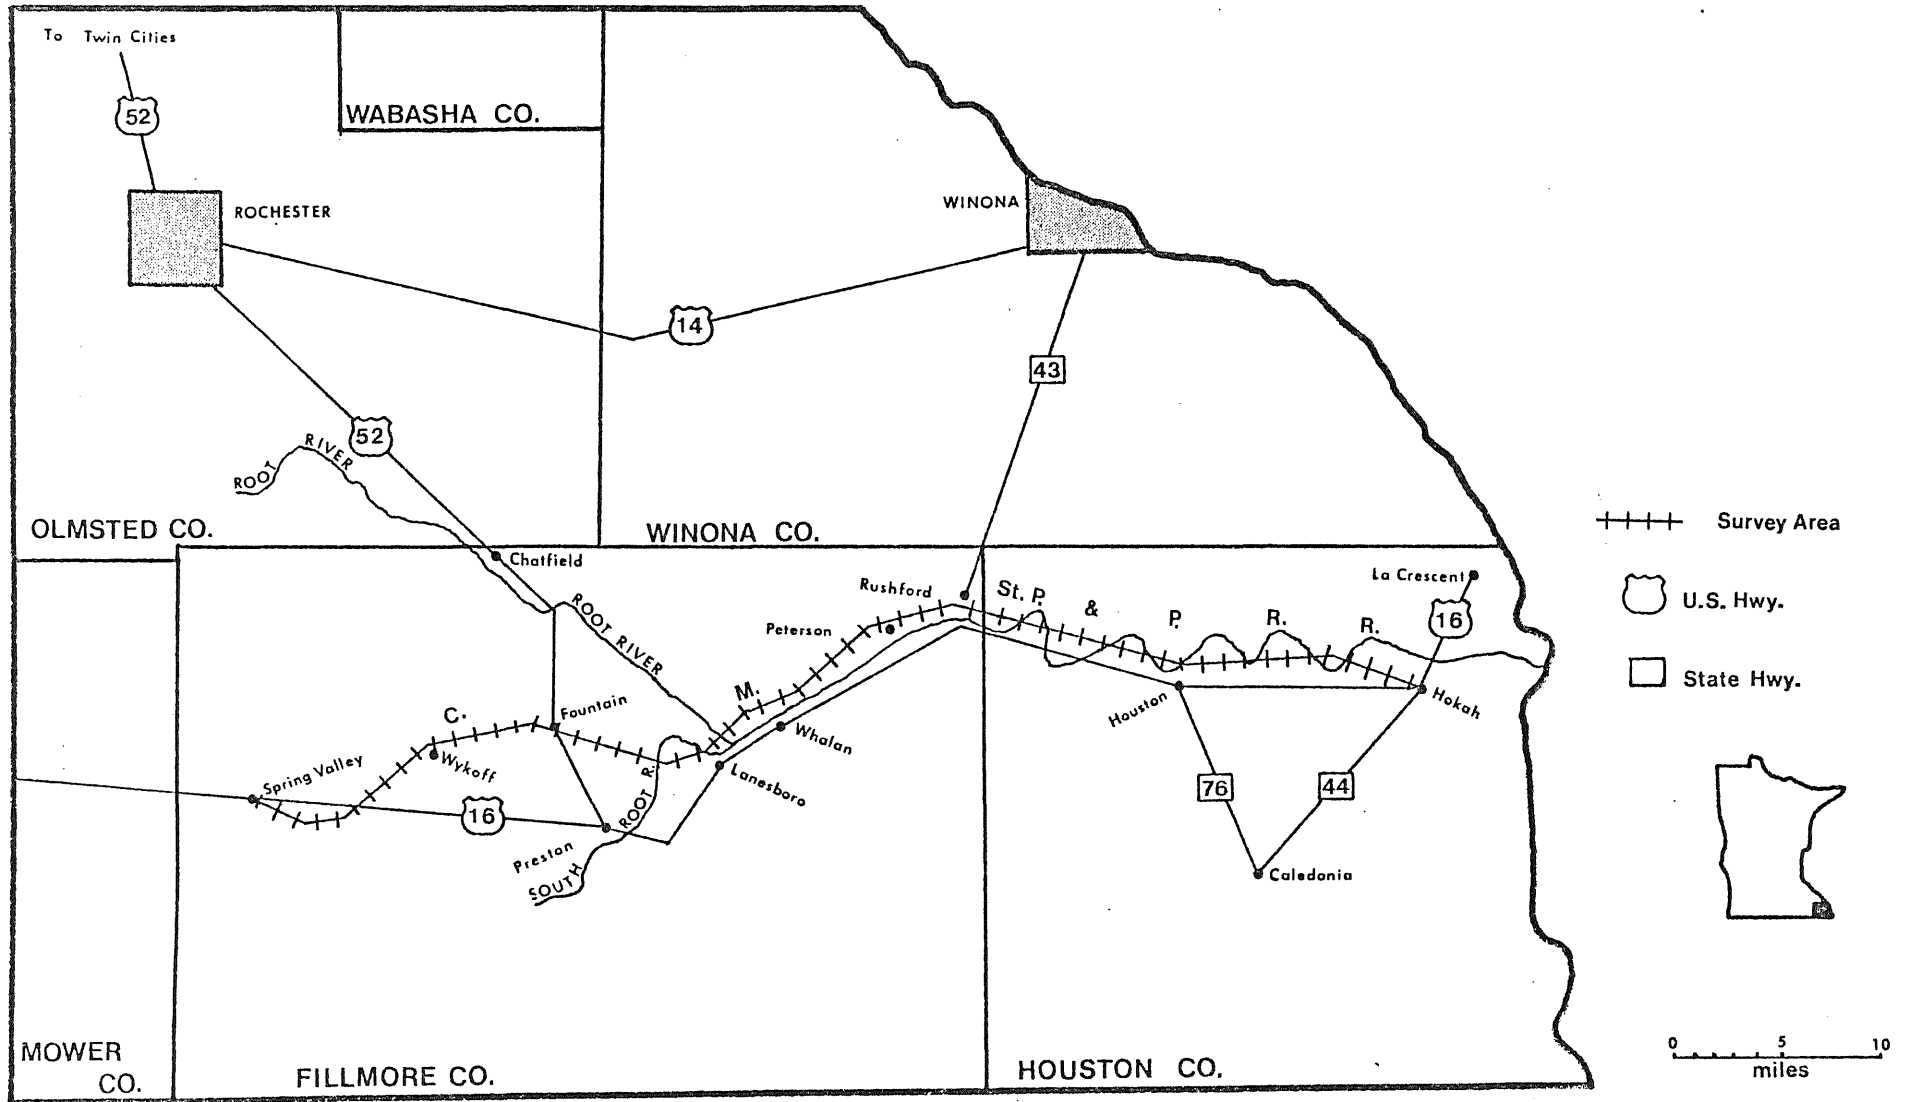 To Twin Cities
52
WABASHA CO.
ROCHESTER
WINONA
14
43
52
ROOT RIVER
OLMSTED CO.
WINONA CO.
Chatfield
La Crescent
Rushford
St. P. & P. R. R.
16
ROOT RIVER
Peterson
M.
C.
Fountain
Whalan
Houston
Hokah
Spring Valley
Wykoff
Lanesboro
16
76
44
Preston
SOUTH ROOT R.
Caledonia
MOWER
CO.
FILLMORE CO.
HOUSTON CO.
Survey Area
U.S. Hwy.
State Hwy.
0 5 10
miles